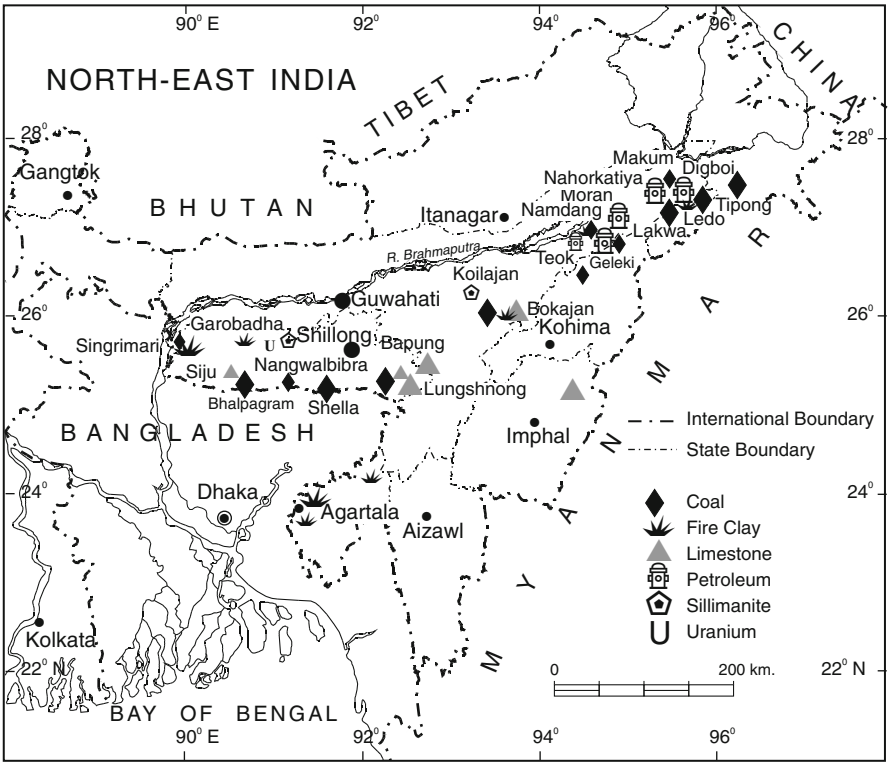 90° E 92° 94° 96°
NORTH-EAST INDIA
TIBET
CHINA
28° 28°
Gangtok
BHUTAN
Itanagar
Makum
Digboi
Nahorkatiya
Moran
Namdang
Tipong
Ledo
Lakwa
Teok
Geleki
R. Brahmaputra
Koilajan
Guwahati
Bokajan
26° 26°
Kohima
Garobadha
U
Shillong
Bapung
Singrimari
Siju
Nangwalbibra
Lungshnong
Bhalpagram
Shella
Imphal
BANGLADESH
MYANMAR
International Boundary
State Boundary
24° 24°
Dhaka
Agartala
Aizawl
Coal
Fire Clay
Limestone
Petroleum
Sillimanite
U Uranium
Kolkata
22° N 22° N
0 200 km.
BAY OF BENGAL
90° E 92° 94° 96°